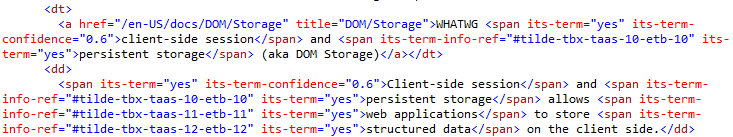 <dt>
<a href="/en-US/docs/DOM/Storage" title="DOM/Storage">WHATWG <span its-term="yes" its-term-
confidence="0.6">client-side session</span> and <span its-term-info-ref="#tilde-tbx-taas-10-etb-10" its-
term="yes">persistent storage</span> (aka DOM Storage)</a></dt>
<dd>
<span its-term="yes" its-term-confidence="0.6">Client-side session</span> and <span its-term-
info-ref="#tilde-tbx-taas-10-etb-10" its-term="yes">persistent storage</span> allows <span its-term-
info-ref="#tilde-tbx-taas-11-etb-11" its-term="yes">web applications</span> to store <span its-term-
info-ref="#tilde-tbx-taas-12-etb-12" its-term="yes">structured data</span> on the client side.</dd>